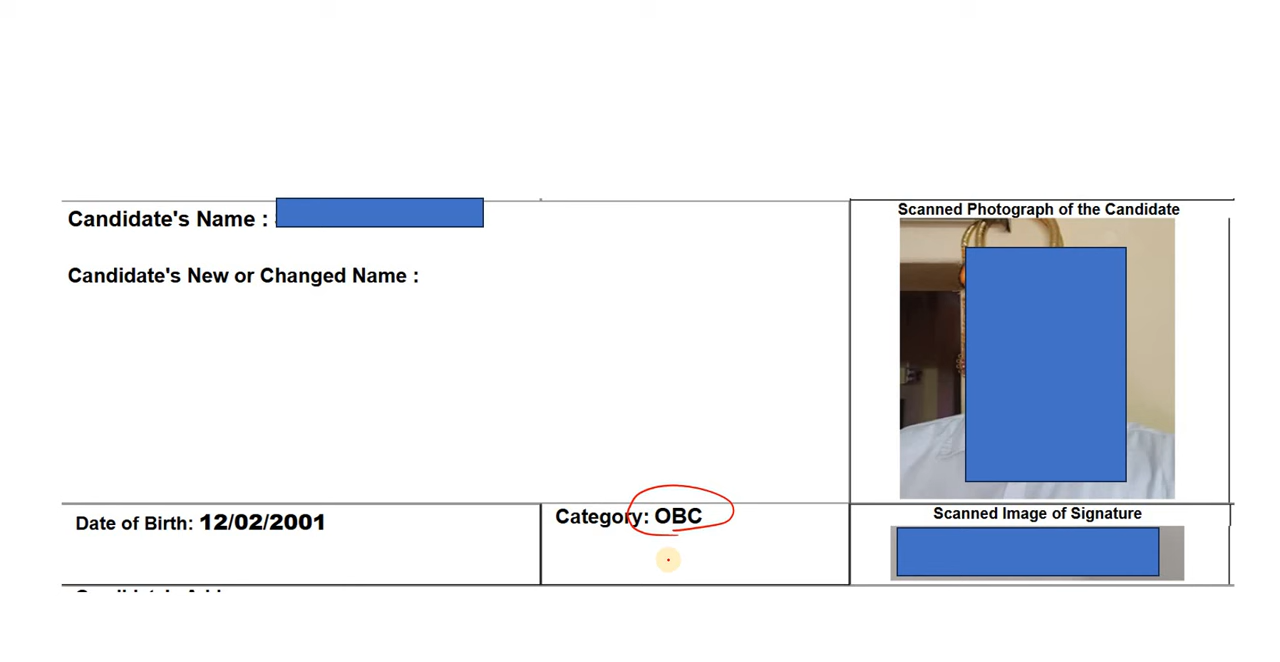 Candidate's Name :
Scanned Photograph of the Candidate
Candidate's New or Changed Name :
Date of Birth: 12/02/2001
Category: OBC
Scanned Image of Signature